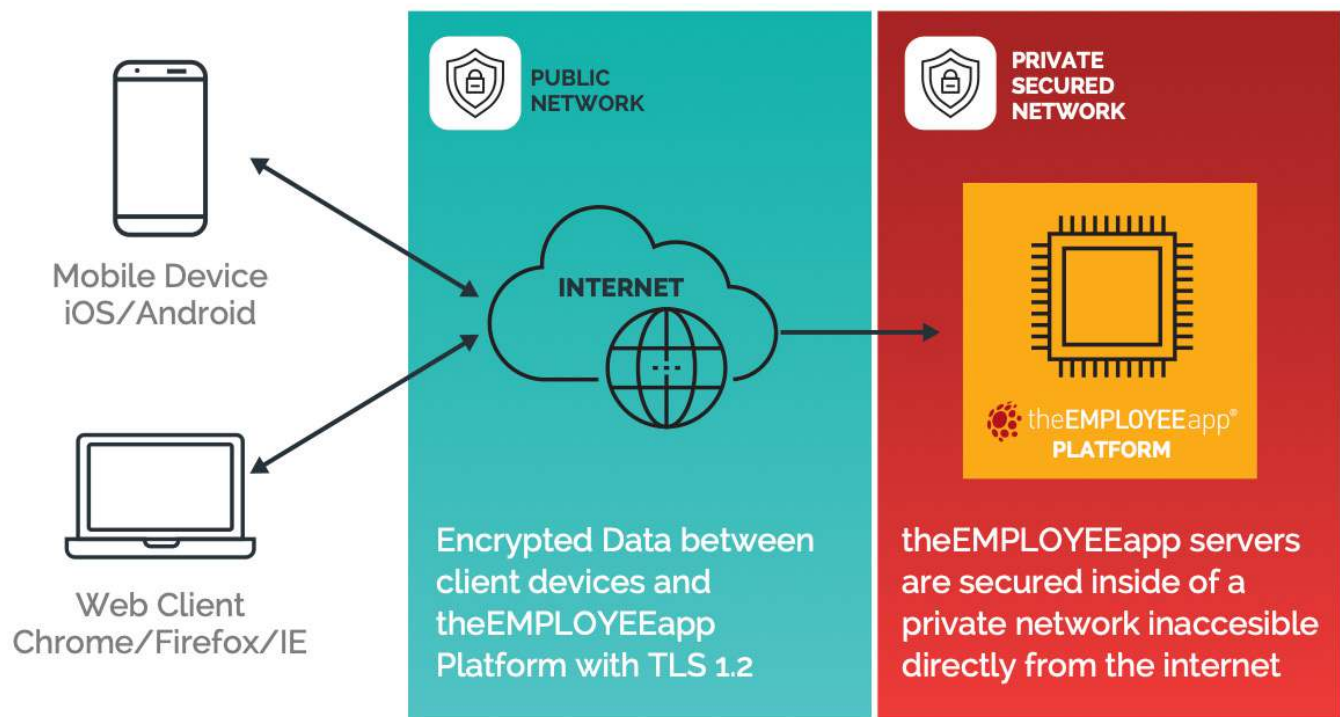 Mobile Device
iOS/Android
Web Client
Chrome/Firefox/IE
PUBLIC
NETWORK
INTERNET
Encrypted Data between
client devices and
theEMPLOYEEapp
Platform with TLS 1.2
PRIVATE
SECURED
NETWORK
theEMPLOYEEapp®
PLATFORM
theEMPLOYEEapp servers
are secured inside of a
private network inaccesible
directly from the internet